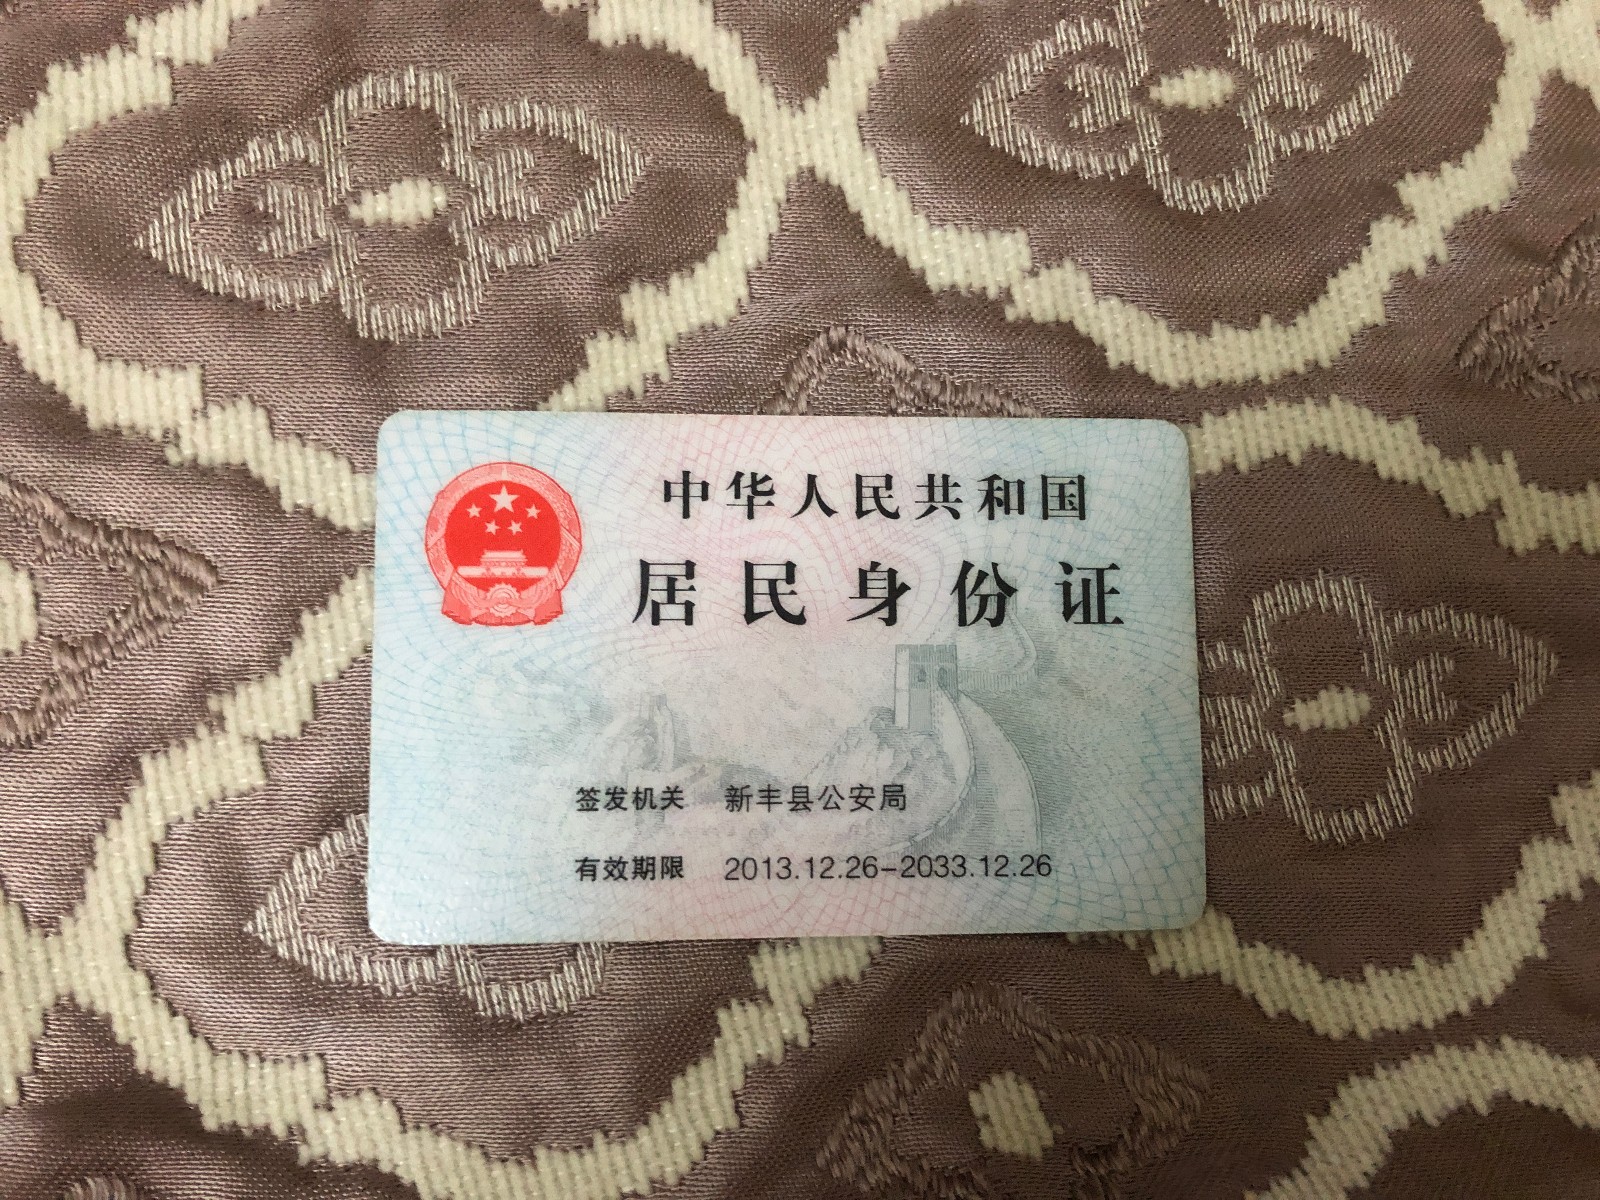 中华人民共和国
居民身份证
签发机关 新丰县公安局
有效期限 2013.12.26-2033.12.26